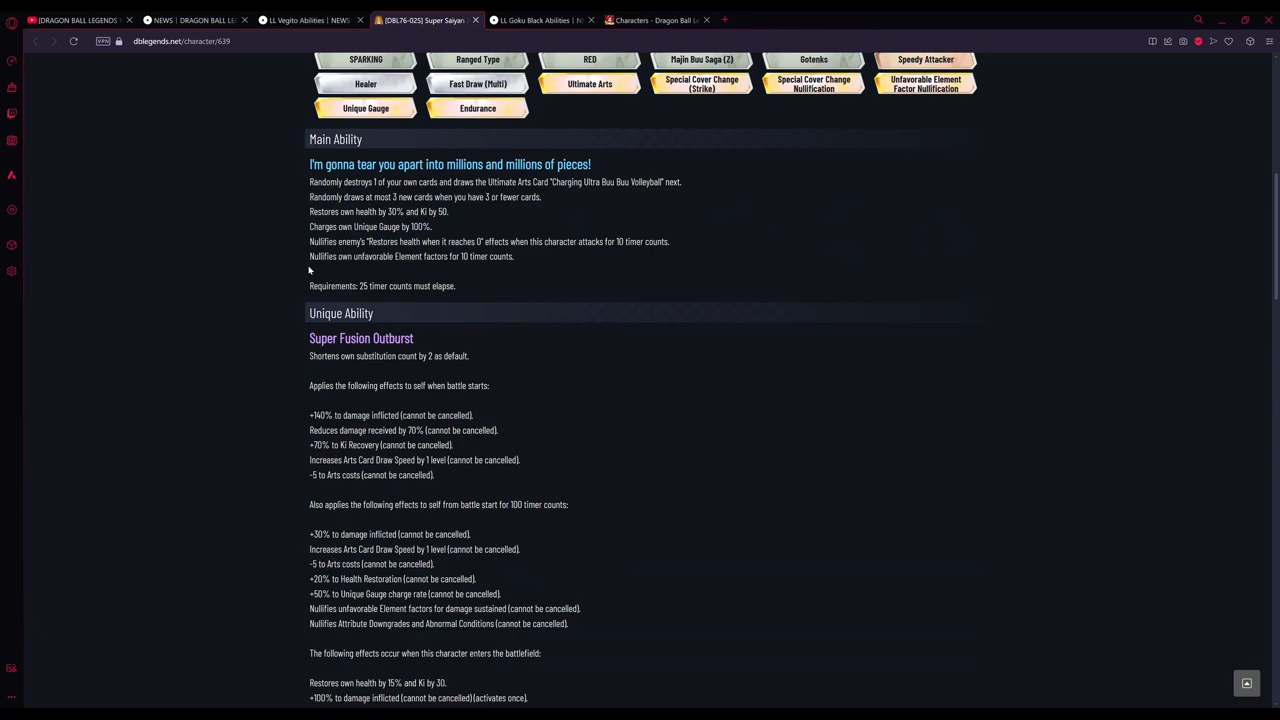 [DRAGON BALL LEGENDS
NEWS | DRAGON BALL LEG
LL Vegito Abilities | NEWS
[DBL76-02S] Super Saiyan
LL Goku Black Abilities | NE
Characters - Dragon Ball Le
VPN
dblegends.net/character/639
SPARKING
Ranged Type
RED
Majin Buu Saga (Z)
Gotenks
Speedy Attacker
Healer
Fast Draw (Multi)
Ultimate Arts
Special Cover Change
(Strike)
Special Cover Change
Nullification
Unfavorable Element
Factor Nullification
Unique Gauge
Endurance
Main Ability
I'm gonna tear you apart into millions and millions of pieces!
Randomly destroys 1 of your own cards and draws the Ultimate Arts Card "Charging Ultra Buu Buu Volleyball" next.
Randomly draws at most 3 new cards when you have 3 or fewer cards.
Restores own health by 30% and Ki by 50.
Charges own Unique Gauge by 100%.
Nullifies enemy's "Restores health when it reaches 0" effects when this character attacks for 10 timer counts.
Nullifies own unfavorable Element factors for 10 timer counts.
Requirements: 25 timer counts must elapse.
Unique Ability
Super Fusion Outburst
Shortens own substitution count by 2 as default.
Applies the following effects to self when battle starts:
+140% to damage inflicted (cannot be cancelled).
Reduces damage received by 70% (cannot be cancelled).
+70% to Ki Recovery (cannot be cancelled).
Increases Arts Card Draw Speed by 1 level (cannot be cancelled).
-5 to Arts costs (cannot be cancelled).
Also applies the following effects to self from battle start for 100 timer counts:
+30% to damage inflicted (cannot be cancelled).
Increases Arts Card Draw Speed by 1 level (cannot be cancelled).
-5 to Arts costs (cannot be cancelled).
+20% to Health Restoration (cannot be cancelled).
+50% to Unique Gauge charge rate (cannot be cancelled).
Nullifies unfavorable Element factors for damage sustained (cannot be cancelled).
Nullifies Attribute Downgrades and Abnormal Conditions (cannot be cancelled).
The following effects occur when this character enters the battlefield:
Restores own health by 15% and Ki by 30.
+100% to damage inflicted (cannot be cancelled) (activates once).